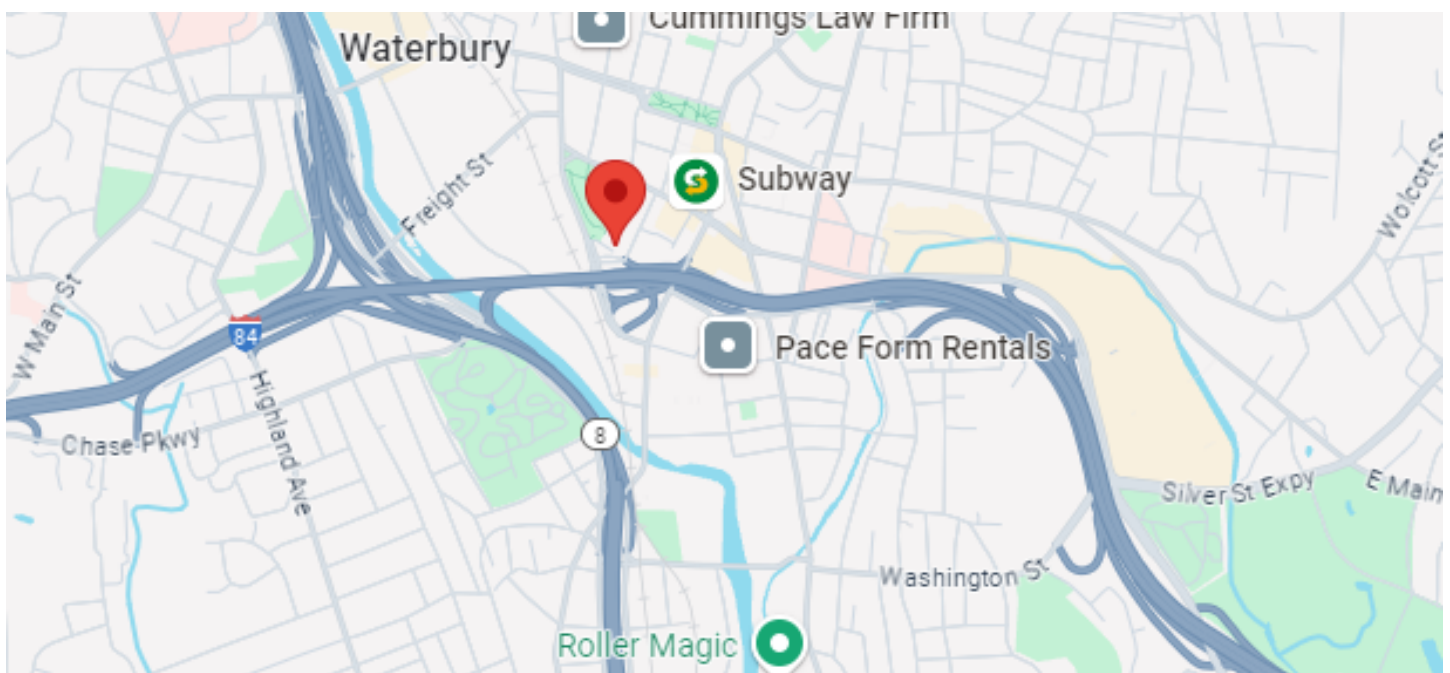 Cummings Law Firm
Waterbury
Subway
Freight St
Wolcott St
W Main St
84
Pace Form Rentals
Highland Ave
Chase Pkwy
8
Silver St Expy
E Main
Washington St
Roller Magic